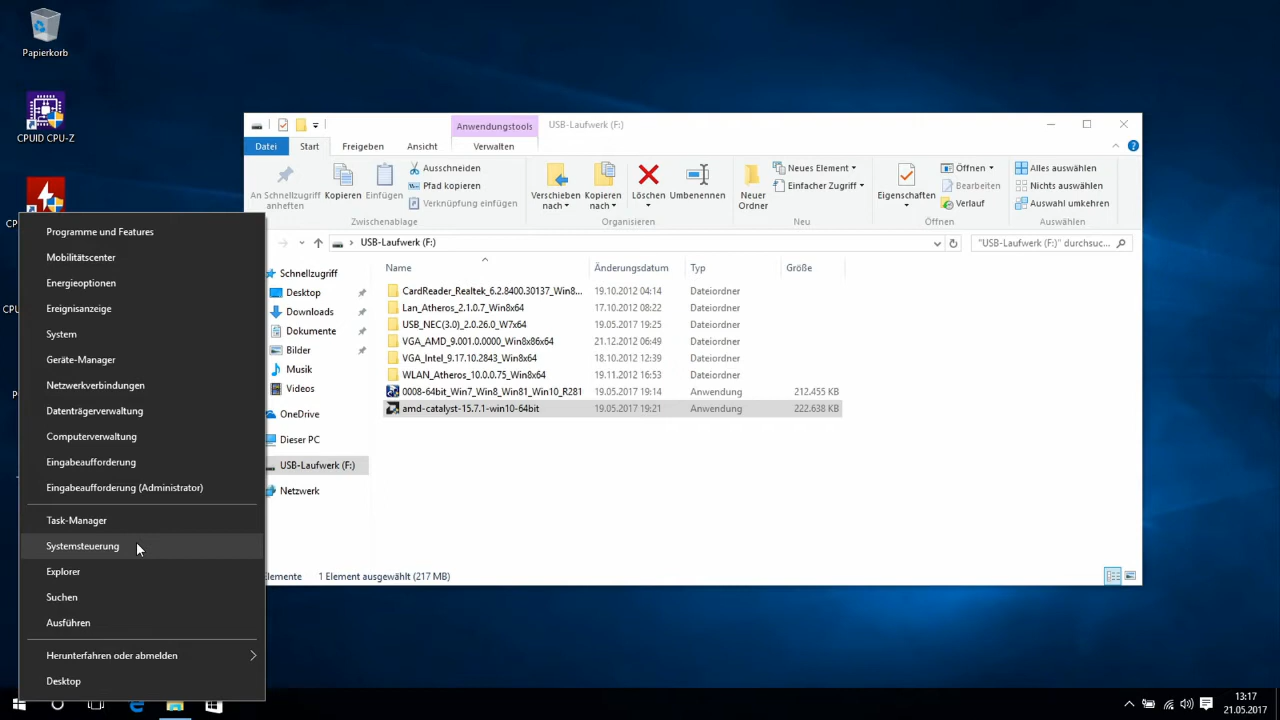 Papierkorb
CPUID CPU-Z
Programme und Features
Mobilitätscenter
Energieoptionen
Ereignisanzeige
System
Geräte-Manager
Netzwerkverbindungen
Datenträgerverwaltung
Computerverwaltung
Eingabeaufforderung
Eingabeaufforderung (Administrator)
Task-Manager
Systemsteuerung
Explorer
Suchen
Ausführen
Herunterfahren oder abmelden
Desktop
Anwendungstools
USB-Laufwerk (F:)
Datei Start Freigeben Ansicht Verwalten
An Schnellzugriff anheften
Kopieren
Einfügen
Ausschneiden
Pfad kopieren
Verknüpfung einfügen
Zwischenablage
Verschieben nach
Kopieren nach
Löschen
Umbenennen
Organisieren
Neuer Ordner
Neues Element
Einfacher Zugriff
Neu
Eigenschaften
Öffnen
Bearbeiten
Verlauf
Öffnen
Alles auswählen
Nichts auswählen
Auswahl umkehren
Auswählen
USB-Laufwerk (F:)
"USB-Laufwerk (F:)" durchsuc...
Schnellzugriff
Desktop
Downloads
Dokumente
Bilder
Musik
Videos
OneDrive
Dieser PC
USB-Laufwerk (F:)
Netzwerk
Name Änderungsdatum Typ Größe
CardReader_Realtek_6.2.8400.30137_Win8... 19.10.2012 04:14 Dateiordner
Lan_Atheros_2.1.0.7_Win8x64 17.10.2012 08:22 Dateiordner
USB_NEC(3.0)_2.0.26.0_W7x64 19.05.2017 19:25 Dateiordner
VGA_AMD_9.001.0.0000_Win8x86x64 21.12.2012 06:49 Dateiordner
VGA_Intel_9.17.10.2843_Win8x64 18.10.2012 12:39 Dateiordner
WLAN_Atheros_10.0.0.75_Win8x64 19.11.2012 16:53 Dateiordner
0008-64bit_Win7_Win8_Win81_Win10_R281 19.05.2017 19:14 Anwendung 212.455 KB
amd-catalyst-15.7.1-win10-64bit 19.05.2017 19:21 Anwendung 222.638 KB
1 Element ausgewählt (217 MB)
13:17
21.05.2017